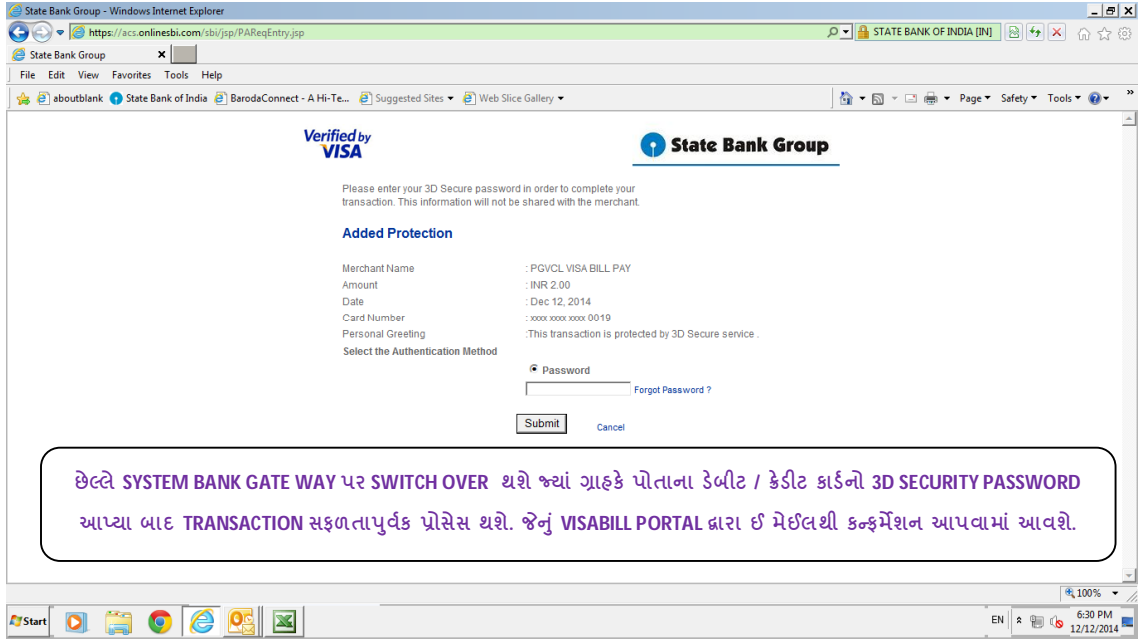 State Bank Group - Windows Internet Explorer
https://acs.onlinesbi.com/sbi/jsp/PAReqEntry.jsp
STATE BANK OF INDIA [IN]
State Bank Group
File Edit View Favorites Tools Help
aboutblank State Bank of India BarodaConnect - A Hi-Te... Suggested Sites Web Slice Gallery Page Safety Tools
Verified by
VISA
State Bank Group
Please enter your 3D Secure password in order to complete your
transaction. This information will not be shared with the merchant.
Added Protection
Merchant Name : PGVCL VISA BILL PAY
Amount : INR 2.00
Date : Dec 12, 2014
Card Number : xxxx xxxx xxxx 0019
Personal Greeting :This transaction is protected by 3D Secure service .
Select the Authentication Method
Password
Forgot Password ?
Submit Cancel
છેલ્લે SYSTEM BANK GATE WAY પર SWITCH OVER થશે જ્યાં ગ્રાહકે પોતાના ડેબીટ / ક્રેડીટ કાર્ડનો 3D SECURITY PASSWORD
આપ્યા બાદ TRANSACTION સફળતાપુર્વક પ્રોસેસ થશે. જેનું VISABILL PORTAL દ્વારા ઈ મેઈલથી કન્ફર્મેશન આપવામાં આવશે.
100%
Start EN 6:30 PM
12/12/2014